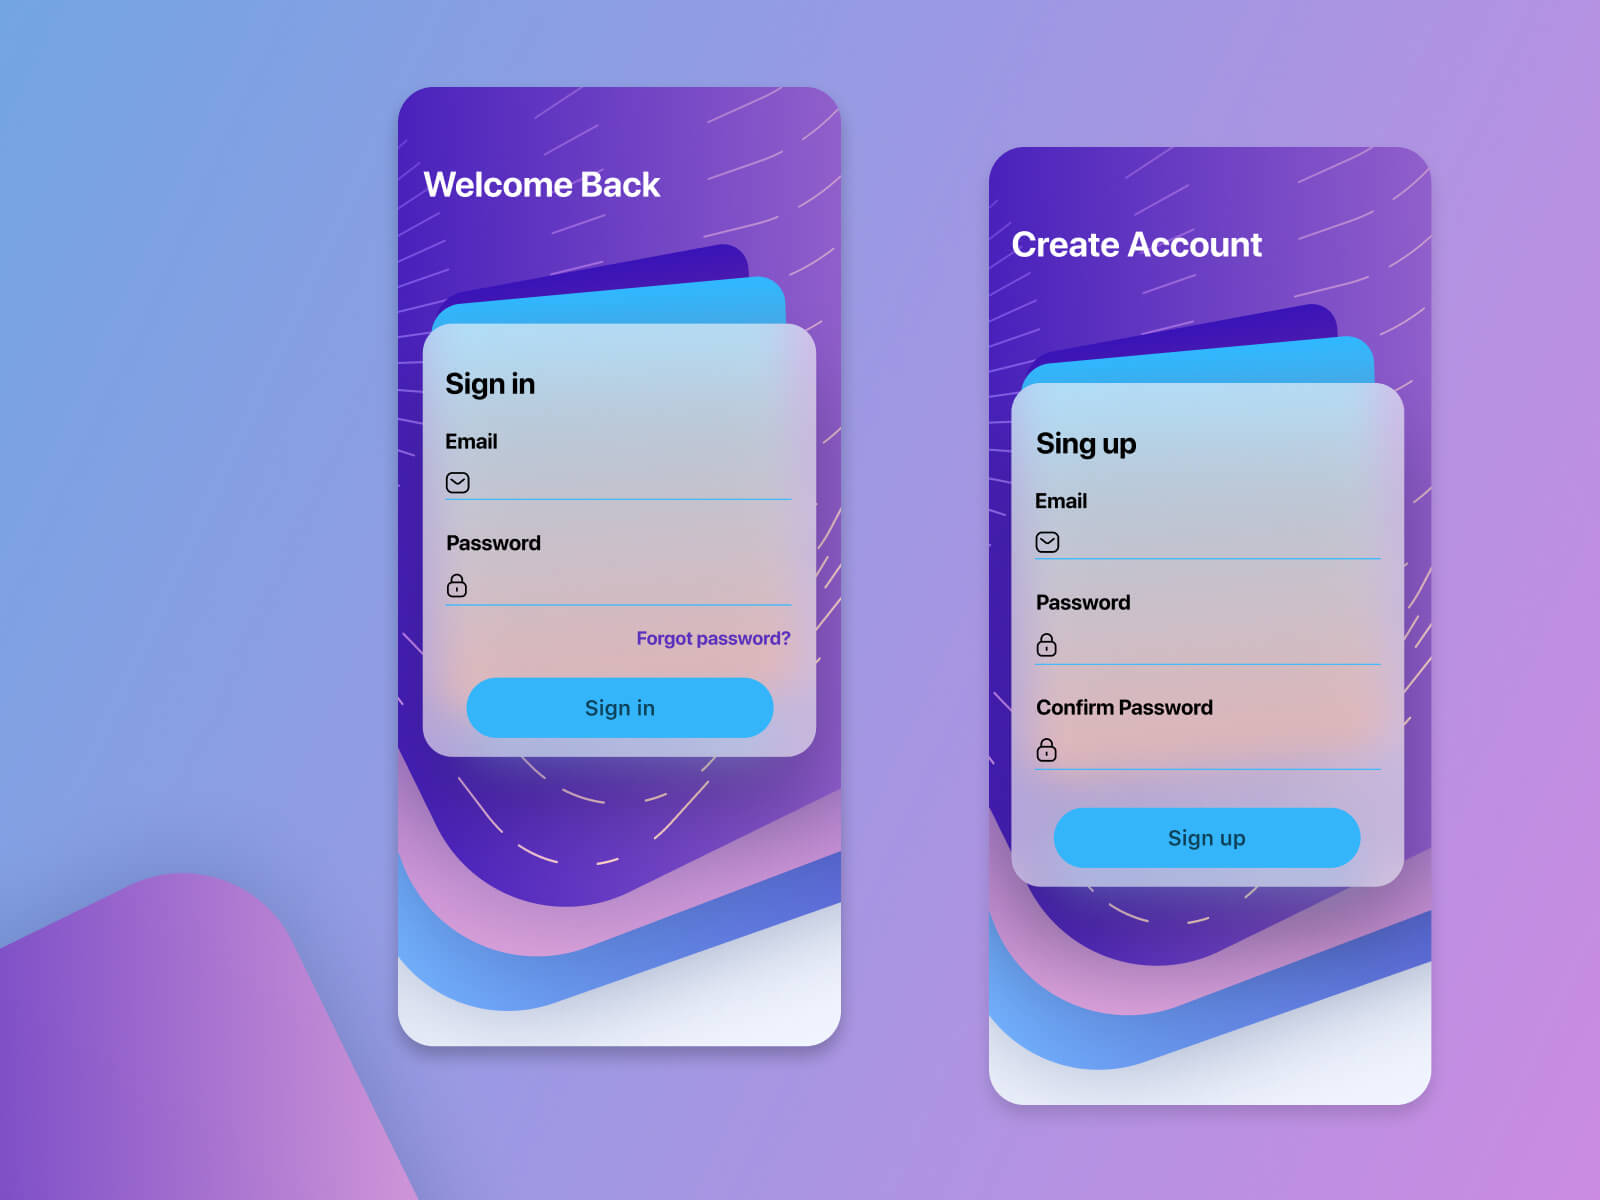 Welcome Back
Sign in
Email
Password
Forgot password?
Sign in
Create Account
Sing up
Email
Password
Confirm Password
Sign up